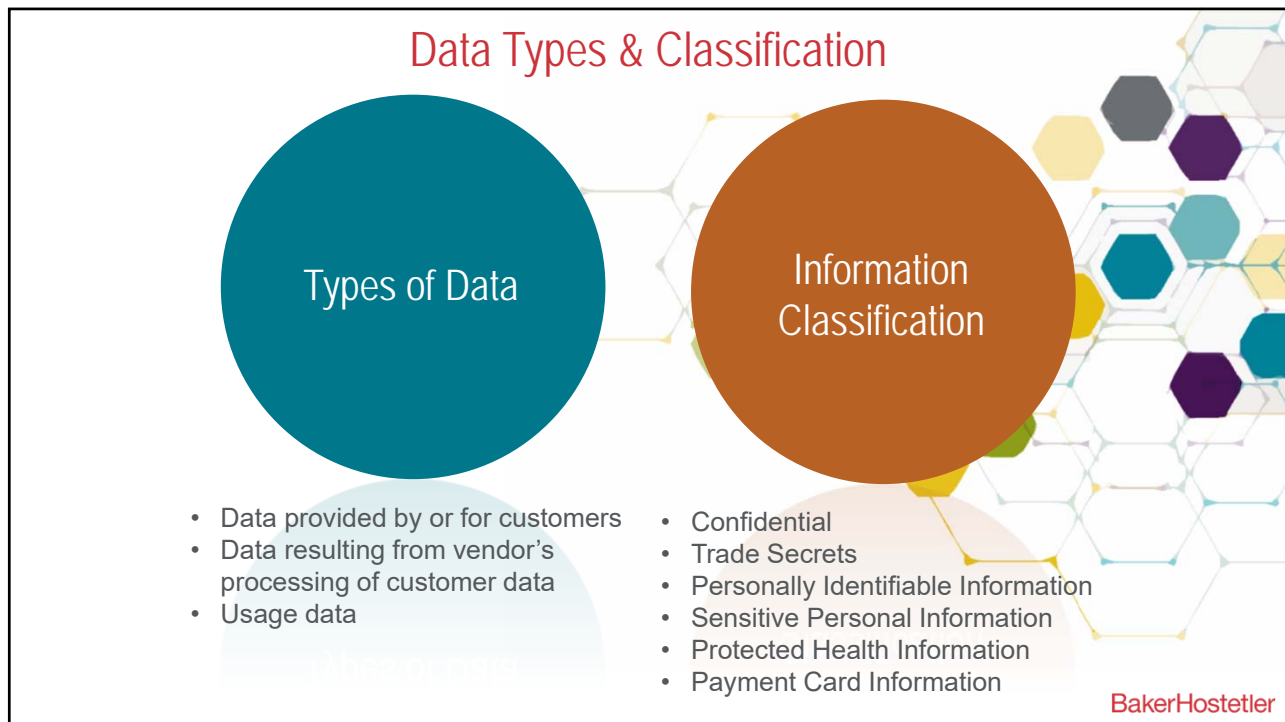 Data Types & Classification
Types of Data
Information
Classification
• Data provided by or for customers
• Data resulting from vendor's
processing of customer data
• Usage data
• Confidential
• Trade Secrets
• Personally Identifiable Information
• Sensitive Personal Information
• Protected Health Information
• Payment Card Information
BakerHostetler